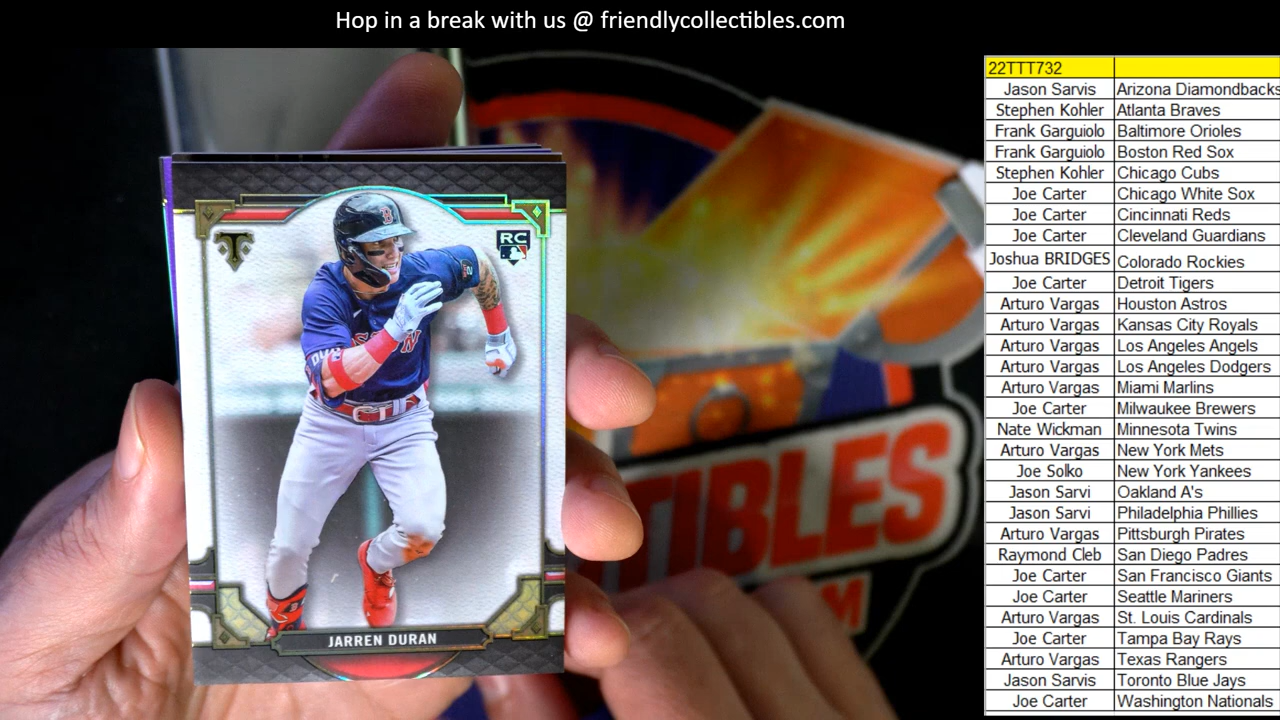 Hop in a break with us @ friendlycollectibles.com
22TTT732
Jason Sarvis Arizona Diamondbacks
Stephen Kohler Atlanta Braves
Frank Garguiolo Baltimore Orioles
Frank Garguiolo Boston Red Sox
Stephen Kohler Chicago Cubs
Joe Carter Chicago White Sox
Joe Carter Cincinnati Reds
Joe Carter Cleveland Guardians
Joshua BRIDGES Colorado Rockies
Joe Carter Detroit Tigers
Arturo Vargas Houston Astros
Arturo Vargas Kansas City Royals
Arturo Vargas Los Angeles Angels
Arturo Vargas Los Angeles Dodgers
Arturo Vargas Miami Marlins
Joe Carter Milwaukee Brewers
Nate Wickman Minnesota Twins
Arturo Vargas New York Mets
Joe Solko New York Yankees
Jason Sarvi Oakland A's
Jason Sarvi Philadelphia Phillies
Arturo Vargas Pittsburgh Pirates
Raymond Cleb San Diego Padres
Joe Carter San Francisco Giants
Joe Carter Seattle Mariners
Arturo Vargas St. Louis Cardinals
Joe Carter Tampa Bay Rays
Arturo Vargas Texas Rangers
Jason Sarvis Toronto Blue Jays
Joe Carter Washington Nationals
RC
B
JARREN DURAN
TIBLES